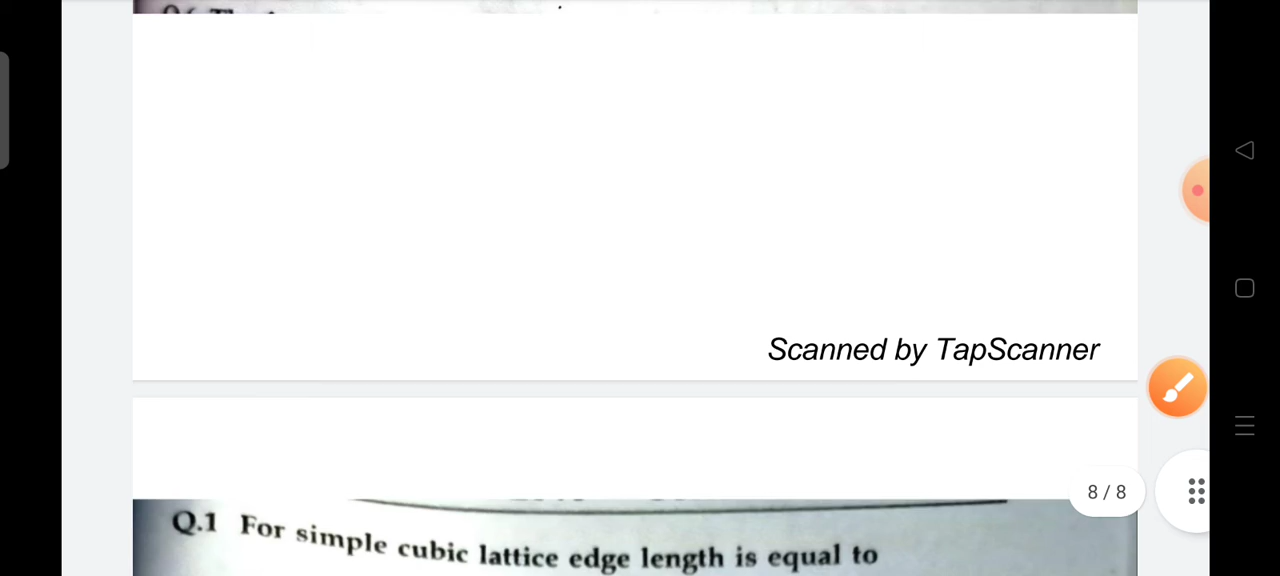 Scanned by TapScanner
8 / 8
Q.1 For simple cubic lattice edge length is equal to